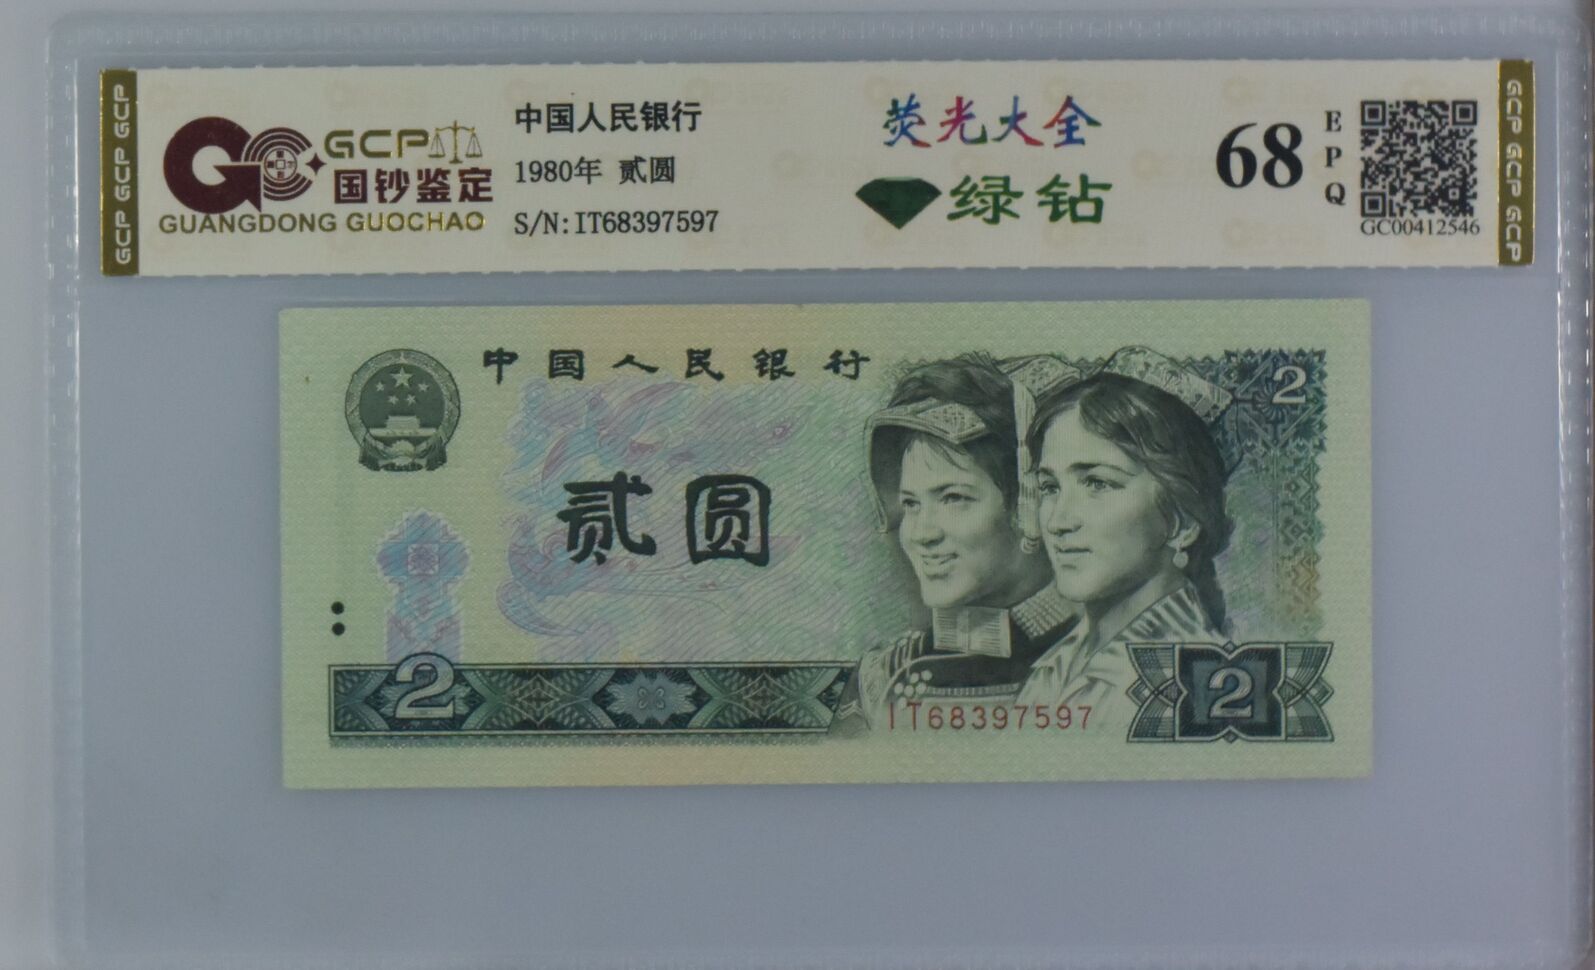 GCP GCP GCP
GCP
国钞鉴定
GUANGDONG GUOCHAO
中国人民银行
1980年 贰圆
S/N:IT68397597
荧光大全
绿钻
68
EPQ
GC00412546
GCP GCP GCP
中国人民银行
2
贰圆
2
IT68397597
2